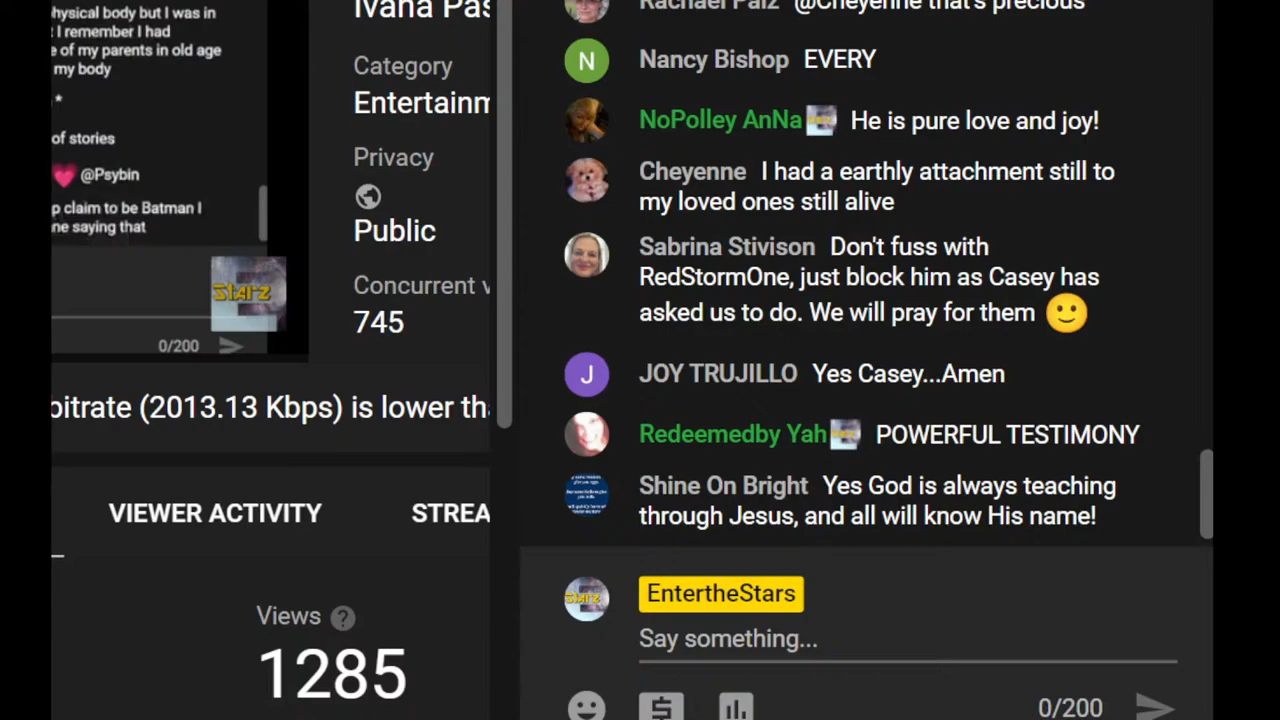 hysical body but I was in
I remember I had
of my parents in old age
my body
*
of stories
@Psybin
claim to be Batman I
ne saying that
Starz
0/200
Category
Entertainm
Privacy
Public
Concurrent v
745
bitrate (2013.13 Kbps) is lower
VIEWER ACTIVITY
STREA
Views ?
1285
Rachael Palz @Cheyenne that's precious
N Nancy Bishop EVERY
NoPolley AnNa He is pure love and joy!
Cheyenne I had a earthly attachment still to
my loved ones still alive
Sabrina Stivison Don't fuss with
RedStormOne, just block him as Casey has
asked us to do. We will pray for them 🙂
J JOY TRUJILLO Yes Casey...Amen
Redeemedby Yah POWERFUL TESTIMONY
Shine On Bright Yes God is always teaching
through Jesus, and all will know His name!
Starz EntertheStars
Say something...
0/200